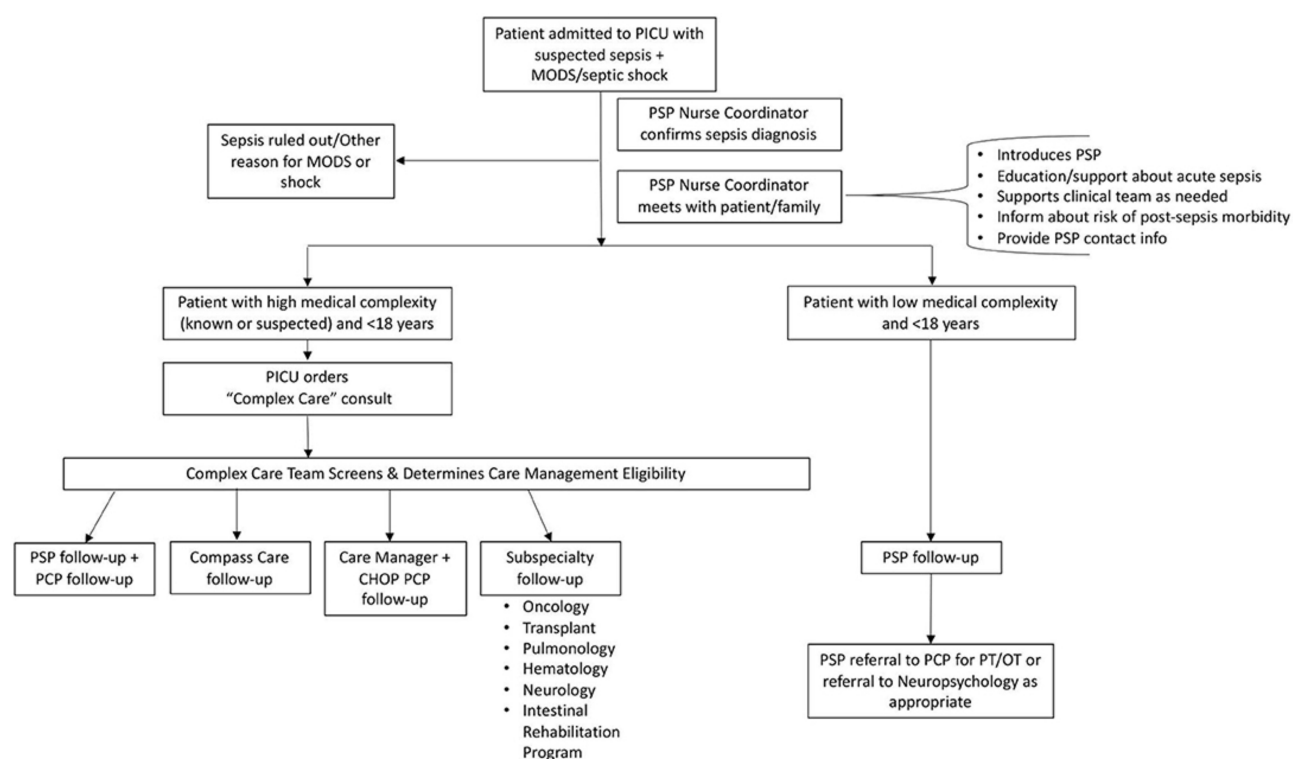 Patient admitted to PICU with
suspected sepsis +
MODS/septic shock
PSP Nurse Coordinator
confirms sepsis diagnosis
Sepsis ruled out/Other
reason for MODS or
shock
PSP Nurse Coordinator
meets with patient/family
• Introduces PSP
• Education/support about acute sepsis
• Supports clinical team as needed
• Inform about risk of post-sepsis morbidity
• Provide PSP contact info
Patient with high medical complexity
(known or suspected) and <18 years
Patient with low medical complexity
and <18 years
PICU orders
“Complex Care” consult
Complex Care Team Screens & Determines Care Management Eligibility
PSP follow-up +
PCP follow-up
Compass Care
follow-up
Care Manager +
CHOP PCP
follow-up
Subspecialty
follow-up
• Oncology
• Transplant
• Pulmonology
• Hematology
• Neurology
• Intestinal
Rehabilitation
Program
PSP follow-up
PSP referral to PCP for PT/OT or
referral to Neuropsychology as
appropriate